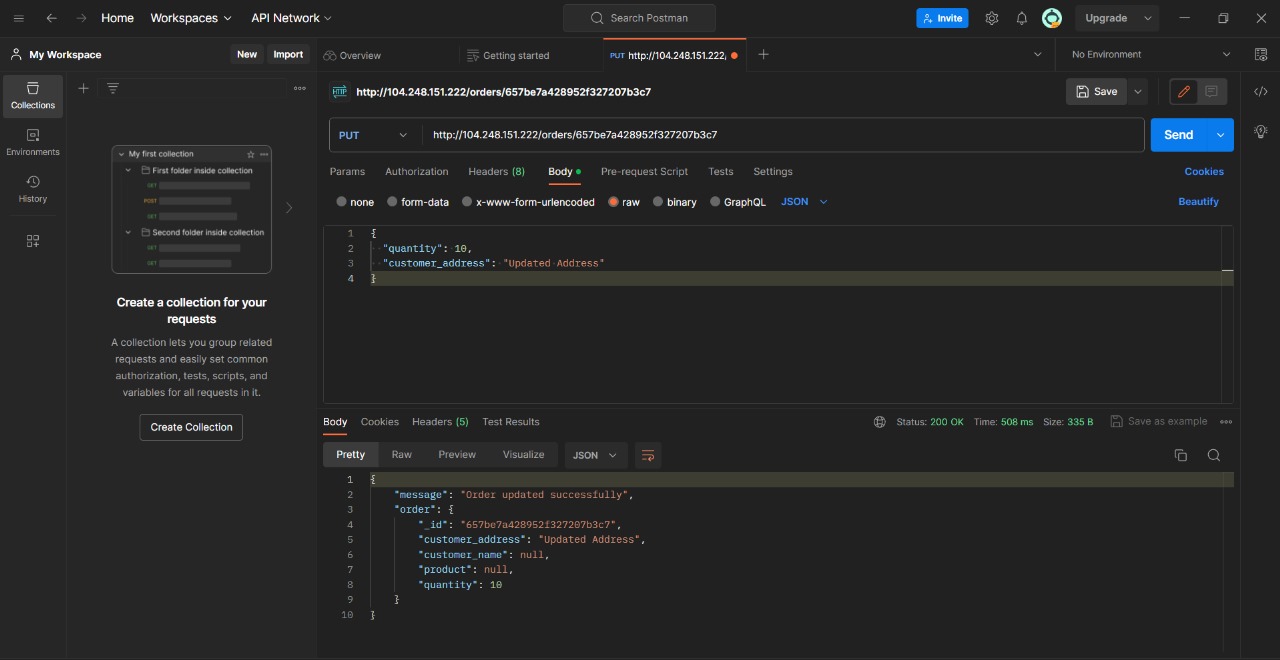 Home Workspaces API Network Search Postman Invite Upgrade
My Workspace New Import Overview Getting started PUT http://104.248.151.222, No Environment
Collections
Environments
History
My first collection
First folder inside collection
GET
POST
GET
Second folder inside collection
GET
GET
Create a collection for your
requests
A collection lets you group related
requests and easily set common
authorization, tests, scripts, and
variables for all requests in it.
Create Collection
HTTP http://104.248.151.222/orders/657be7a428952f327207b3c7 Save
PUT http://104.248.151.222/orders/657be7a428952f327207b3c7 Send
Params Authorization Headers (8) Body Pre-request Script Tests Settings Cookies
none form-data x-www-form-urlencoded raw binary GraphQL JSON Beautify
1 {
2 "quantity": 10,
3 "customer_address": "Updated Address"
4 }
Body Cookies Headers (5) Test Results Status: 200 OK Time: 508 ms Size: 335 B Save as example
Pretty Raw Preview Visualize JSON
1 {
2 "message": "Order updated successfully",
3 "order": {
4 "_id": "657be7a428952f327207b3c7",
5 "customer_address": "Updated Address",
6 "customer_name": null,
7 "product": null,
8 "quantity": 10
9 }
10 }